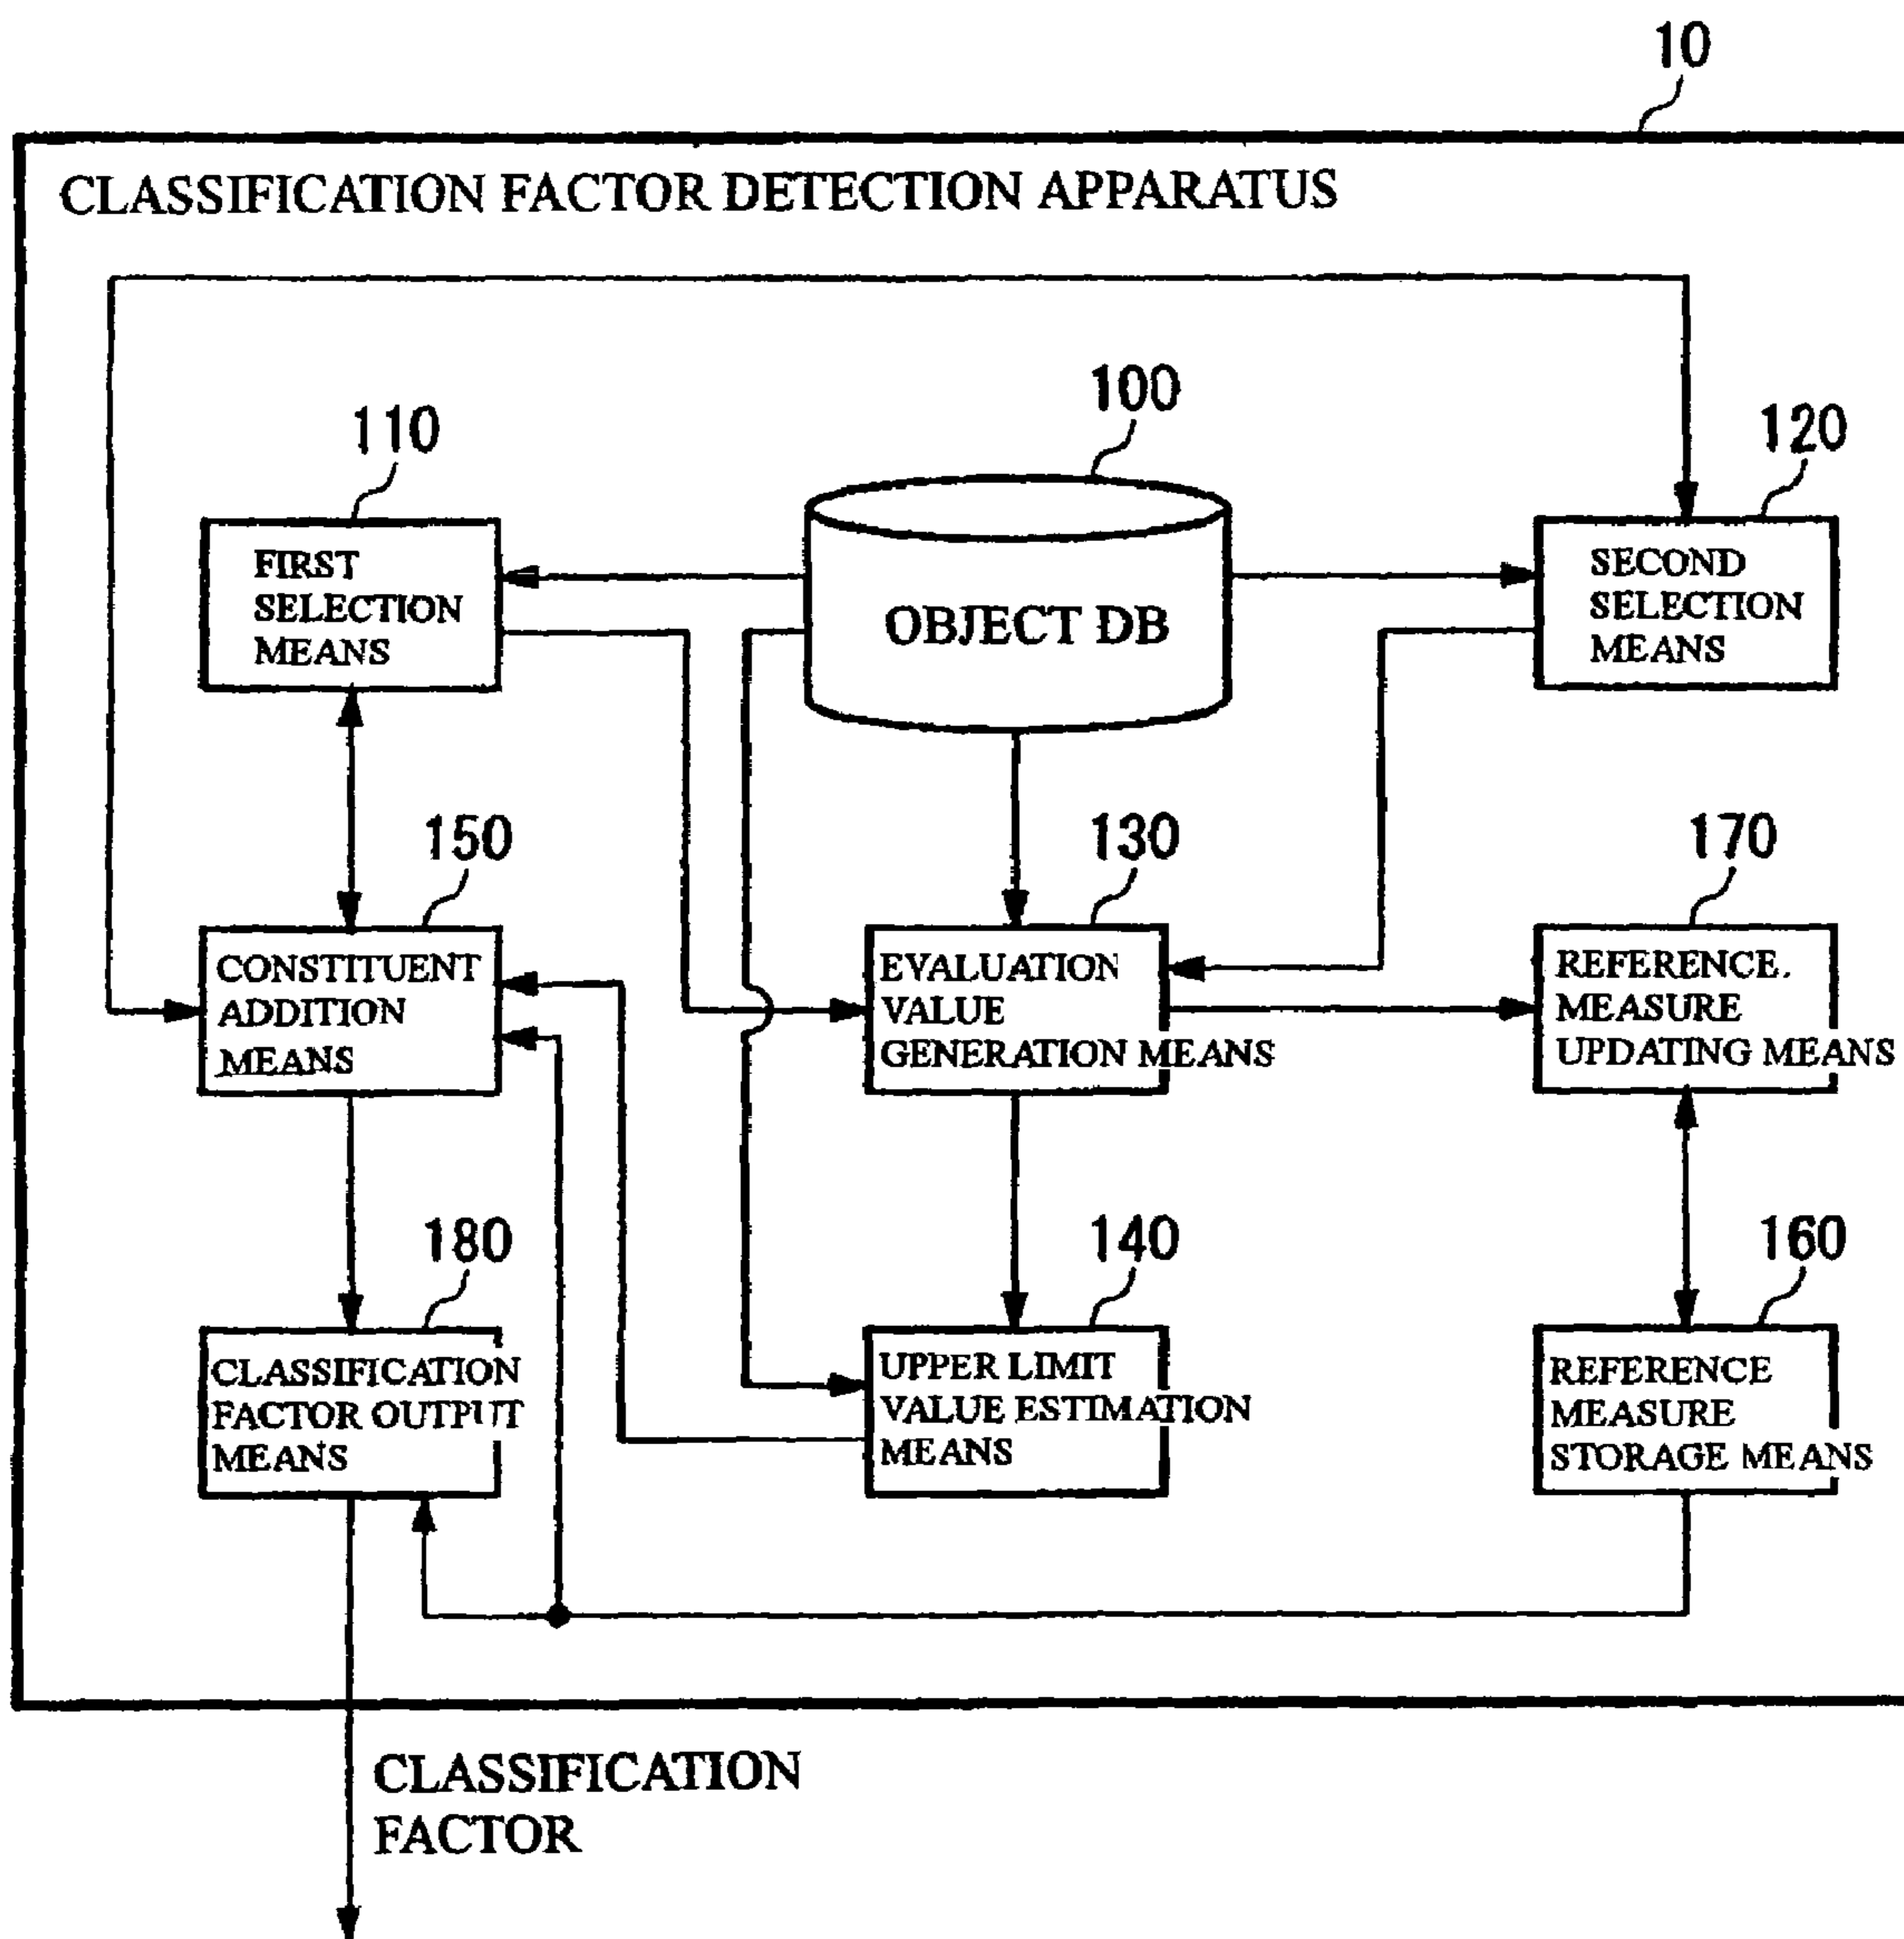 10
CLASSIFICATION FACTOR DETECTION APPARATUS
100
110
120
FIRST
SELECTION
MEANS
OBJECT DB
SECOND
SELECTION
MEANS
150
130
170
CONSTITUENT
ADDITION
MEANS
EVALUATION
VALUE
GENERATION MEANS
REFERENCE.
MEASURE
UPDATING MEANS
180
140
160
CLASSIFICATION
FACTOR OUTPUT
MEANS
UPPER LIMIT
VALUE ESTIMATION
MEANS
REFERENCE
MEASURE
STORAGE MEANS
CLASSIFICATION
FACTOR